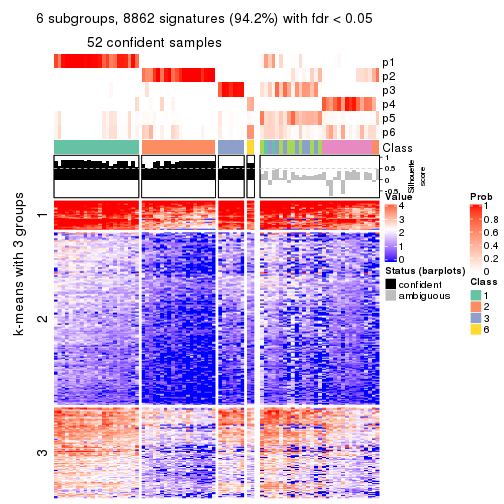 6 subgroups, 8862 signatures (94.2%) with fdr < 0.05
52 confident samples
p1
p2
p3
p4
p5
p6
Class
1
0.5
0
-0.5
Silhouette
score
k-means with 3 groups
1
2
3
Value
4
3
2
1
0
Status (barplots)
confident
ambiguous
Prob
1
0.8
0.6
0.4
0.2
0
Class
1
2
3
6